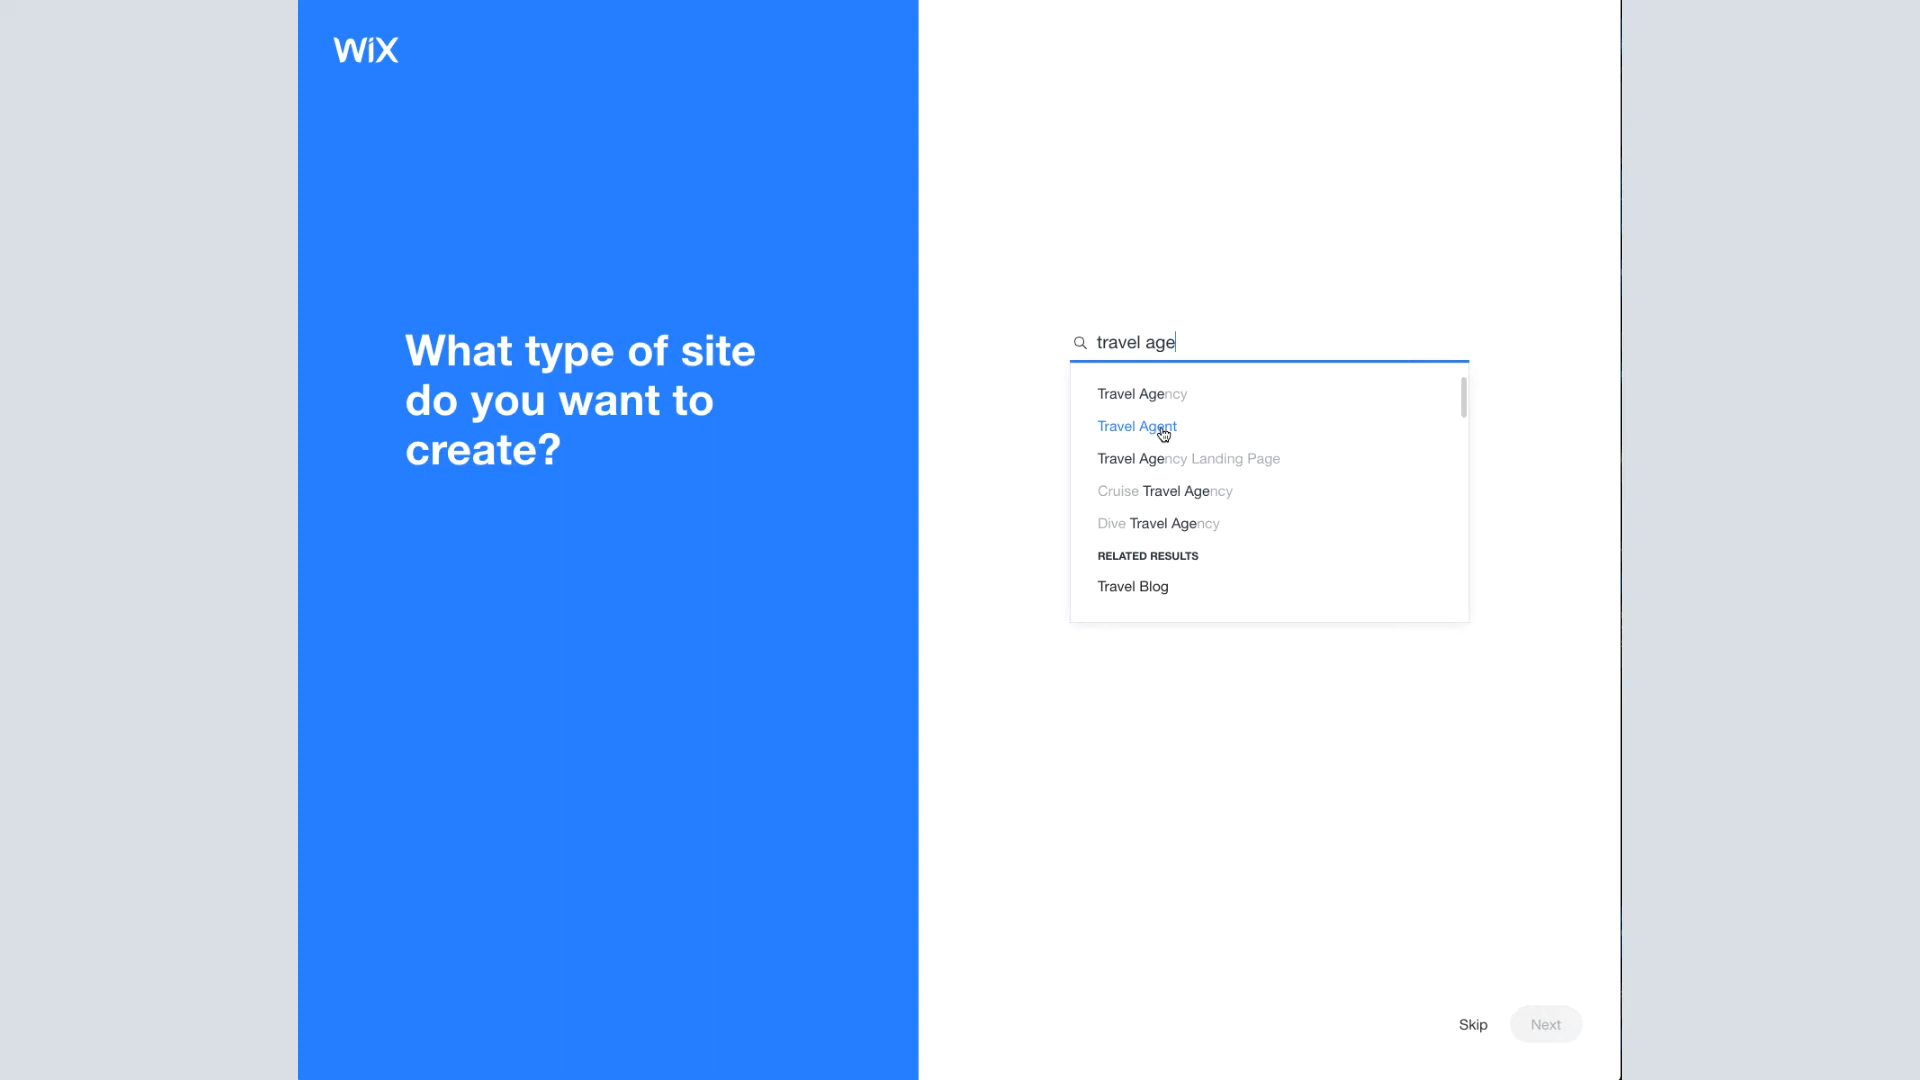 WiX
What type of site
do you want to
create?
travel age
Travel Agency
Travel Agent
Travel Agency Landing Page
Cruise Travel Agency
Dive Travel Agency
RELATED RESULTS
Travel Blog
Skip
Next